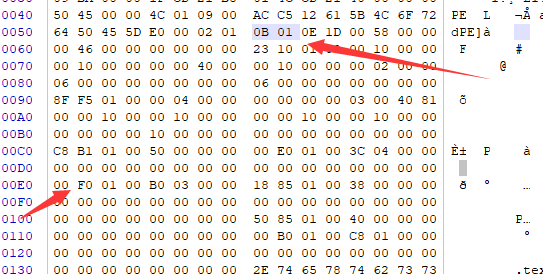 0040 50 45 00 00 4C 01 09 00 AC C5 12 61 5B 4C 6F 72 PE L ¬Å a
0050 64 50 45 5D E0 00 02 01 0B 01 0E 1D 00 58 00 00 dPE]à
0060 00 46 00 00 00 00 00 00 23 10 00 10 00 00 F #
0070 00 10 00 00 00 00 40 00 00 10 00 00 00 02 00 00 @
0080 06 00 00 00 00 00 00 00 06 00 00 00 00 00 00 00
0090 8F F5 01 00 00 04 00 00 00 00 00 00 03 00 40 81 õ
00A0 00 00 10 00 00 10 00 00 00 00 10 00 00 10 00 00
00B0 00 00 00 00 10 00 00 00 00 00 00 00 00 00 00 00
00C0 C8 B1 01 00 50 00 00 00 00 E0 01 00 3C 04 00 00 È± P à
00D0 00 00 00 00 00 00 00 00 00 00 00 00 00 00 00 00
00E0 00 F0 01 00 B0 03 00 00 18 85 01 00 38 00 00 00 ð ° …
00F0 00 00 00 00 00 00 00 00 00 00 00 00 00 00 00 00
0100 00 00 00 00 00 00 00 00 50 85 01 00 40 00 00 00 P…
0110 00 00 00 00 00 00 00 00 00 B0 01 00 C8 01 00 00 °
0120 00 00 00 00 00 00 00 00 00 00 00 00 00 00 00 00
0130 00 00 00 00 00 00 00 00 2E 74 65 78 74 62 73 73 .tex